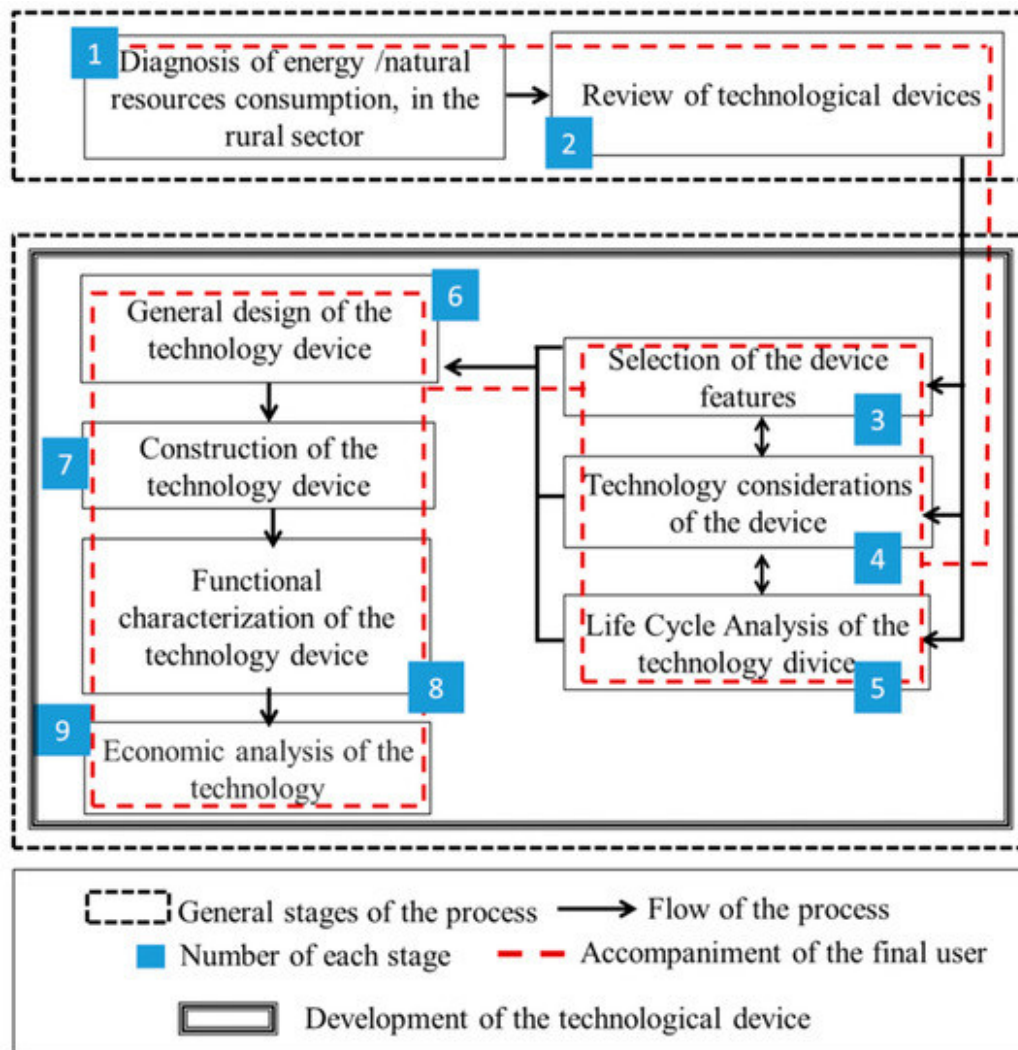 1
Diagnosis of energy /natural
resources consumption, in the
rural sector
Review of technological devices
2
6
General design of the
technology device
Selection of the device
features
3
7
Construction of the
technology device
Technology considerations
of the device
4
Functional
characterization of the
technology device
8
Life Cycle Analysis of the
technology divice
5
9
Economic analysis of the
technology
General stages of the process
Flow of the process
Number of each stage
Accompaniment of the final user
Development of the technological device